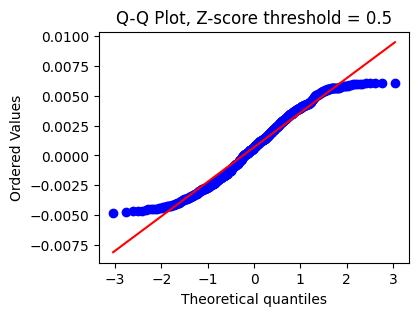 Q-Q Plot, Z-score threshold = 0.5
0.0100
0.0075
0.0050
0.0025
0.0000
−0.0025
−0.0050
−0.0075
Ordered Values
−3 −2 −1 0 1 2 3
Theoretical quantiles